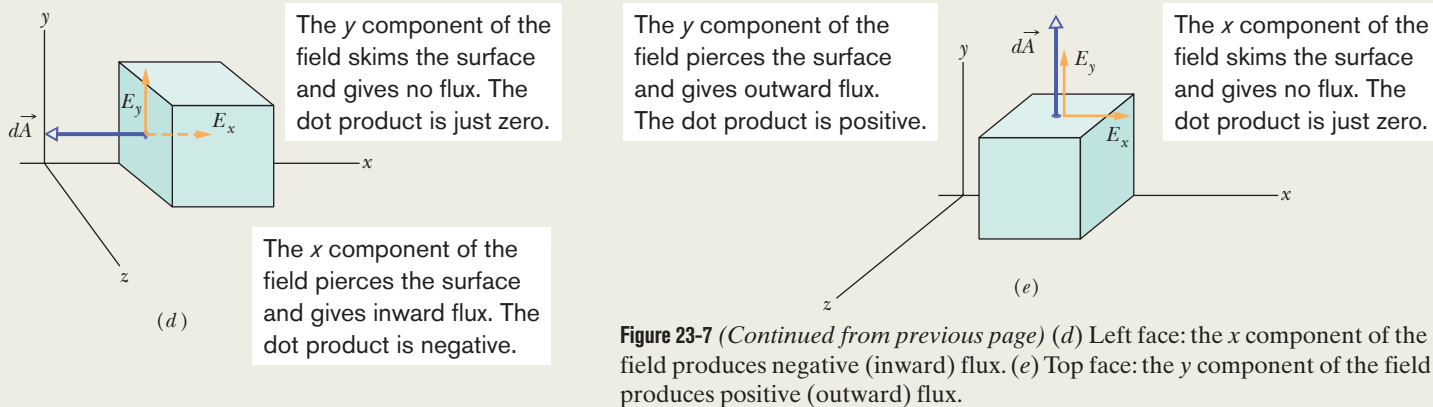 y
The y component of the
field skims the surface
and gives no flux. The
dot product is just zero.
E_y
E_x
dA⃗
x
z
The x component of the
field pierces the surface
and gives inward flux. The
dot product is negative.
(d)
The y component of the
field pierces the surface
and gives outward flux.
The dot product is positive.
y
dA⃗
E_y
E_x
x
z
The x component of the
field skims the surface
and gives no flux. The
dot product is just zero.
(e)
Figure 23-7 (Continued from previous page) (d) Left face: the x component of the
field produces negative (inward) flux. (e) Top face: the y component of the field
produces positive (outward) flux.